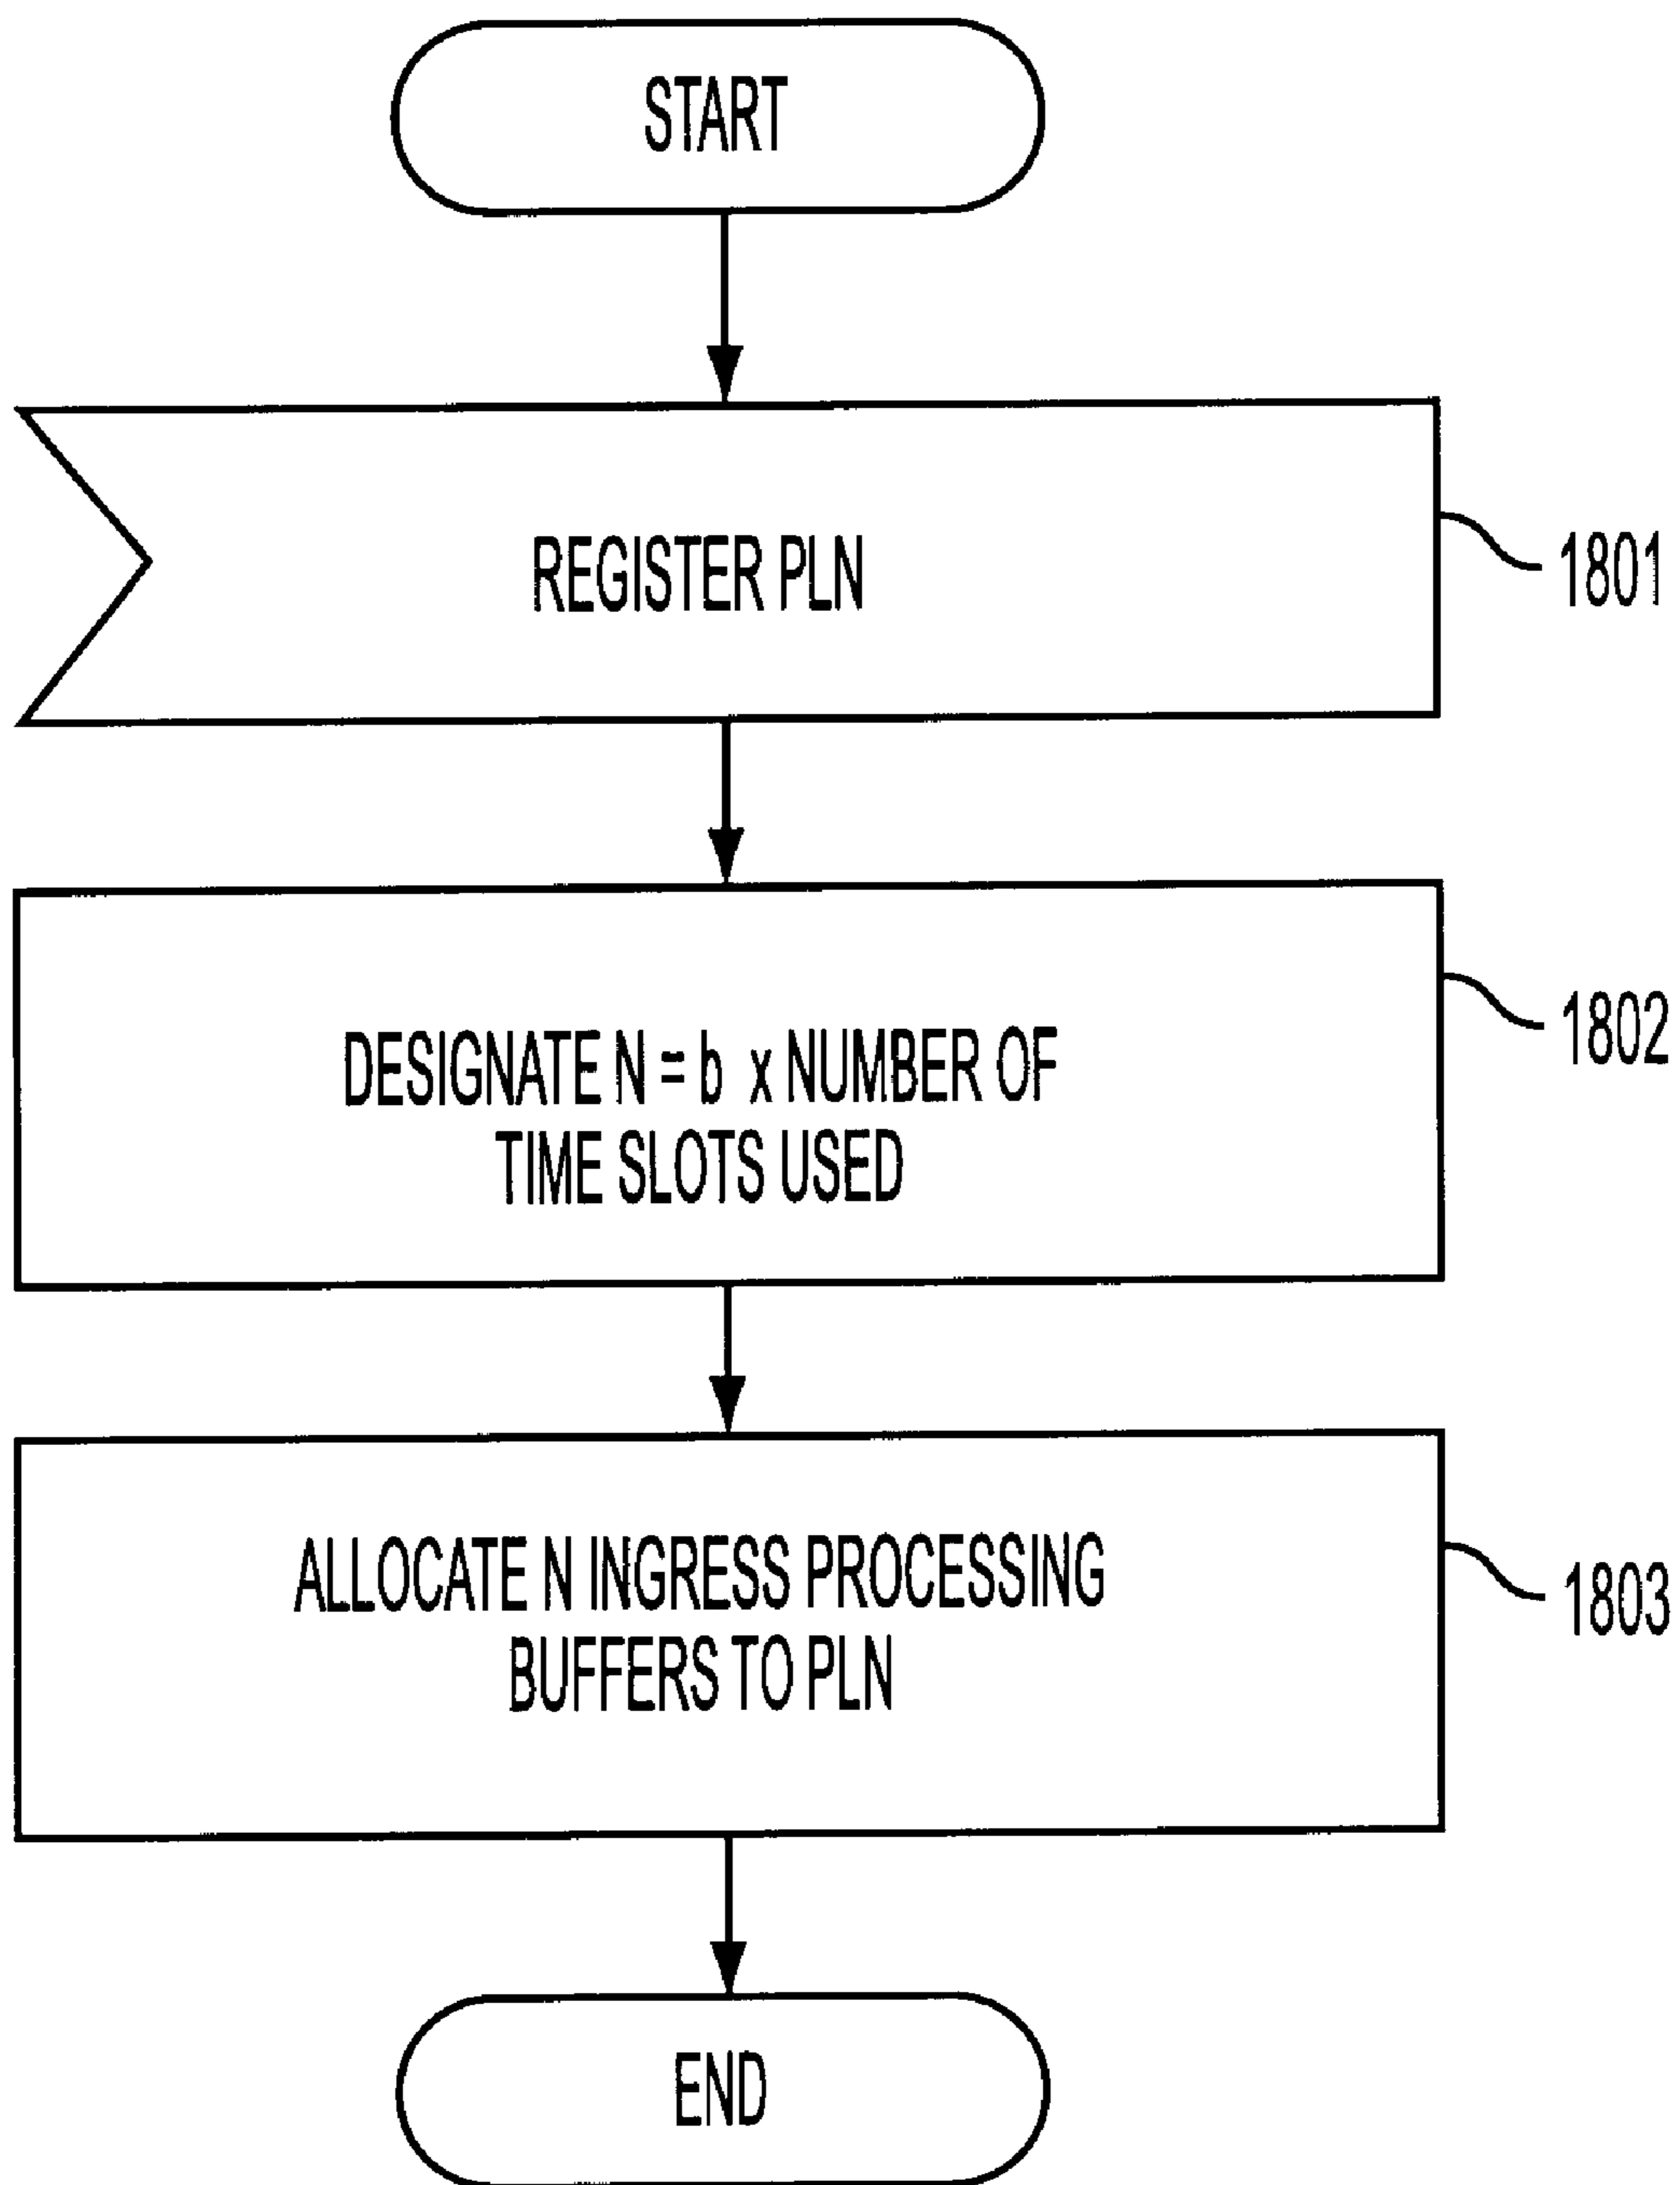 START
REGISTER PLN
1801
DESIGNATE N = b x NUMBER OF
TIME SLOTS USED
1802
ALLOCATE N INGRESS PROCESSING
BUFFERS TO PLN
1803
END